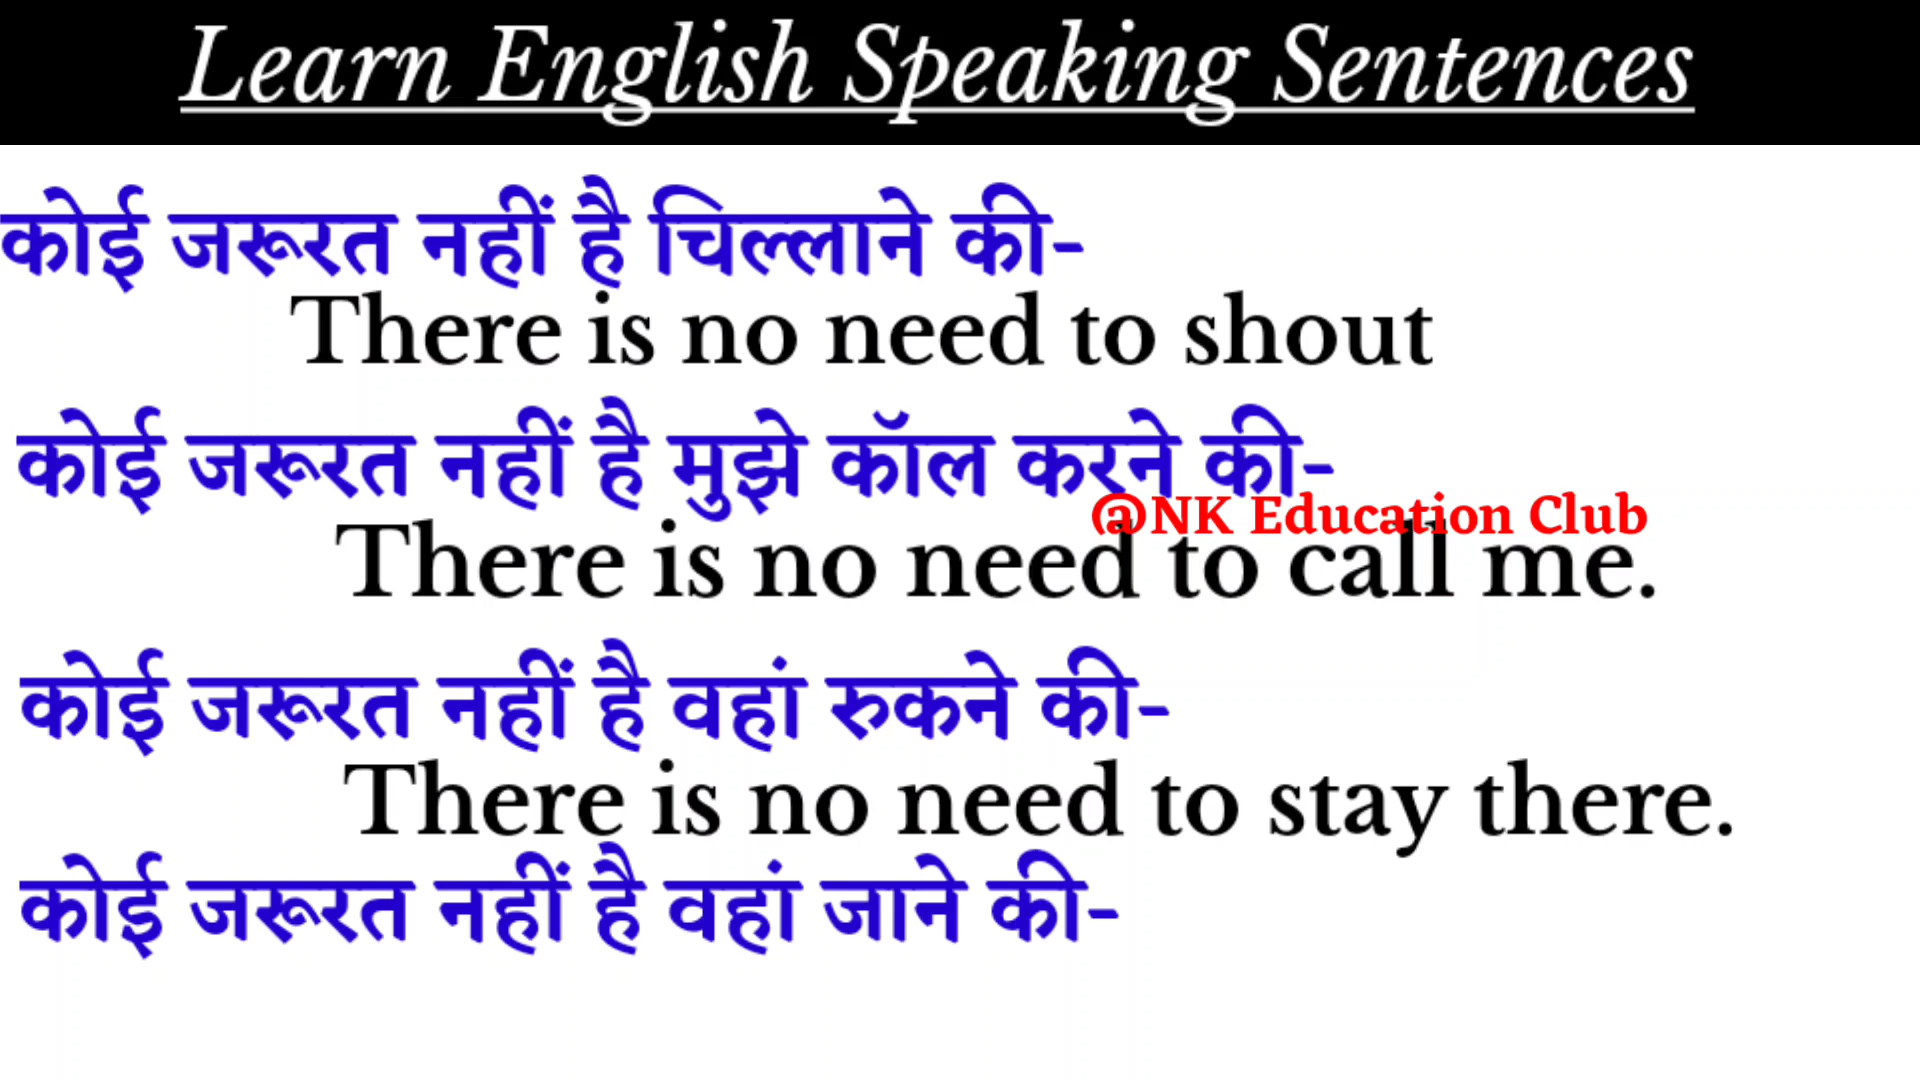 Learn English Speaking Sentences
कोई जरूरत नहीं है चिल्लाने की-
There is no need to shout
कोई जरूरत नहीं है मुझे कॉल करने की-
@NK Education Club
There is no need to call me.
कोई जरूरत नहीं है वहां रुकने की-
There is no need to stay there.
कोई जरूरत नहीं है वहां जाने की-